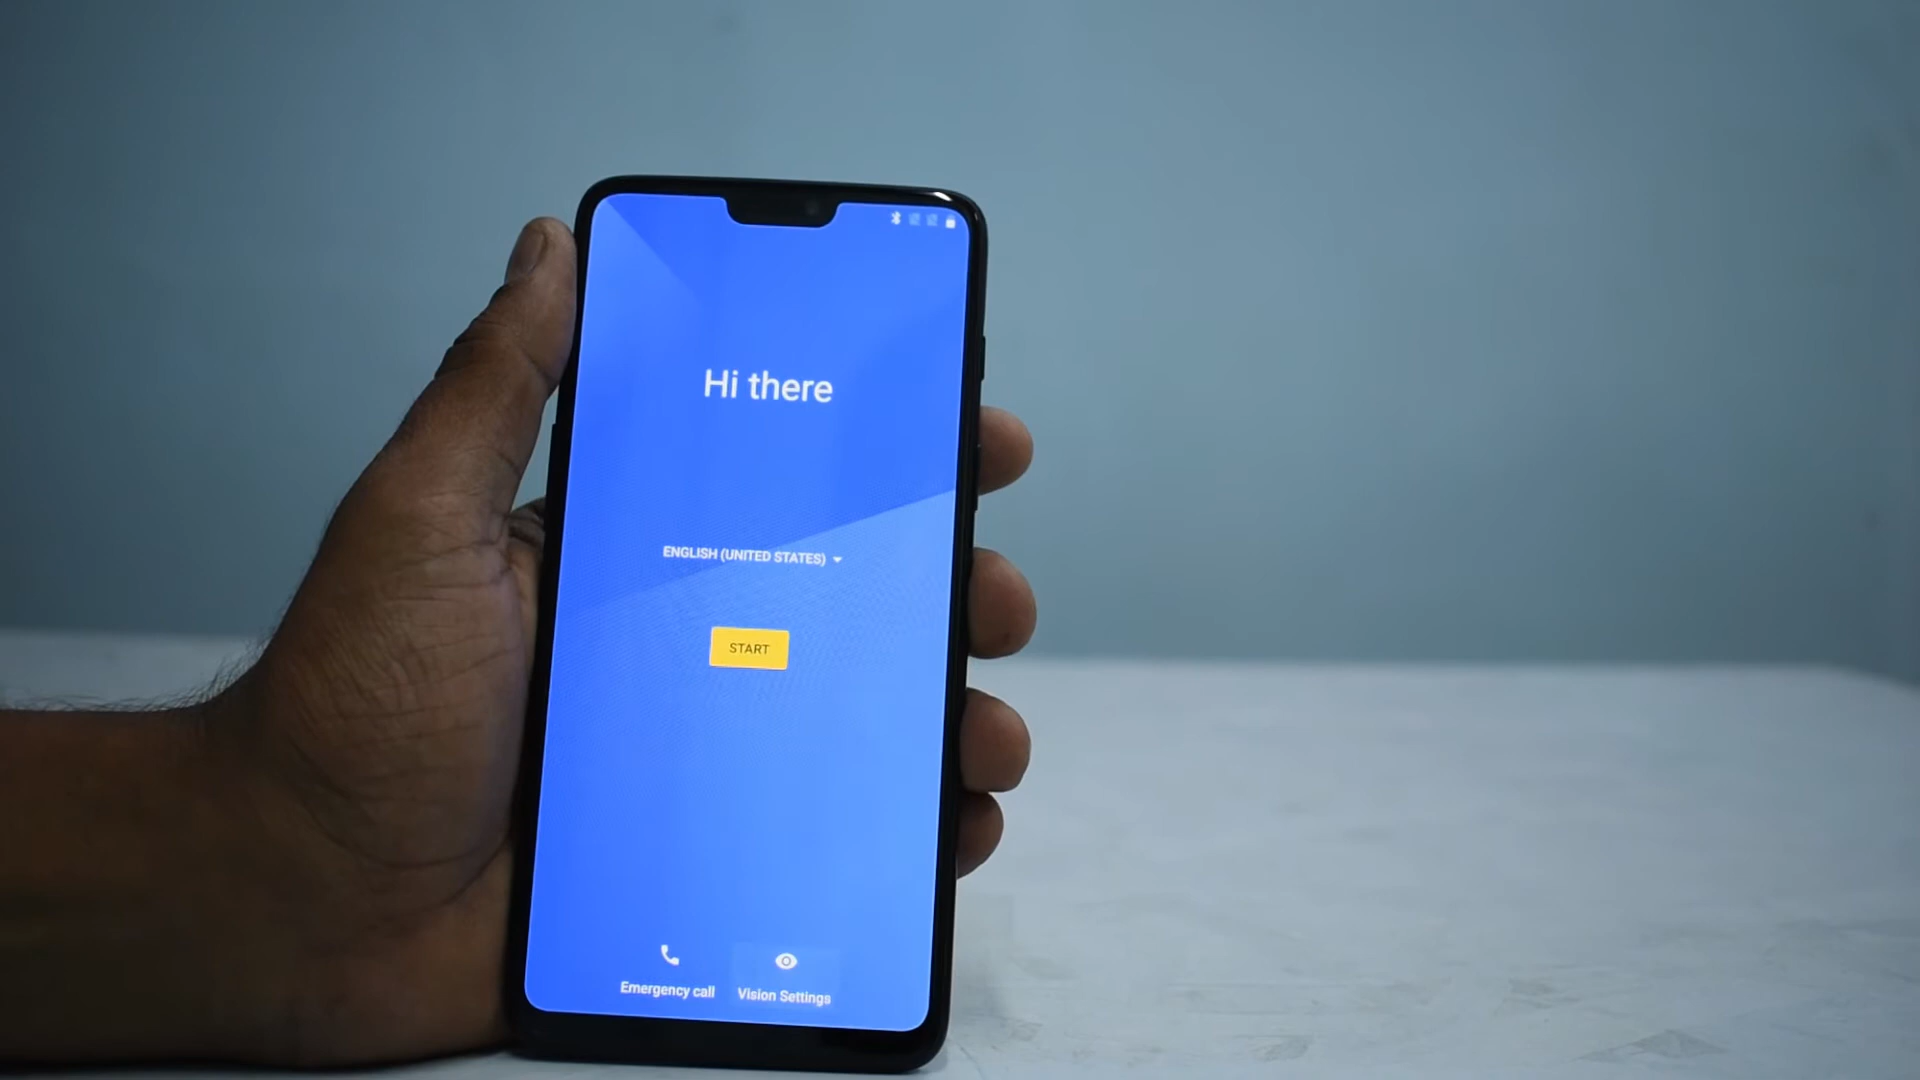 Hi there
ENGLISH (UNITED STATES)
START
Emergency call
Vision Settings